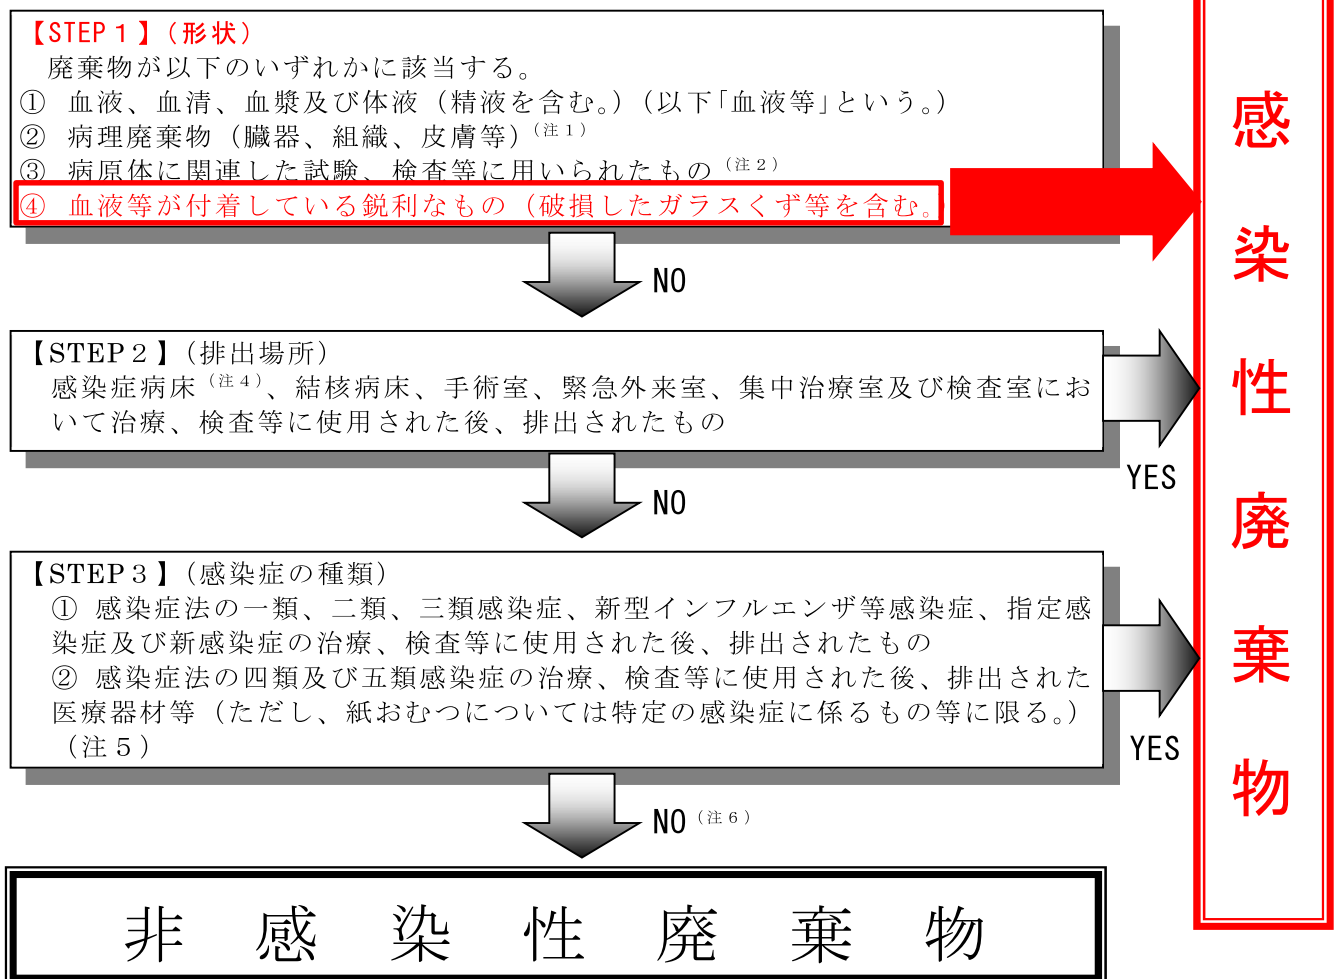 【STEP１】（形状）
廃棄物が以下のいずれかに該当する。
① 血液、血清、血漿及び体液（精液を含む。）（以下「血液等」という。）
② 病理廃棄物（臓器、組織、皮膚等）（注１）
③ 病原体に関連した試験、検査等に用いられたもの（注２）
④ 血液等が付着している鋭利なもの（破損したガラスくず等を含む。
NO
【STEP２】（排出場所）
感染症病床（注４）、結核病床、手術室、緊急外来室、集中治療室及び検査室にお
いて治療、検査等に使用された後、排出されたもの
YES
NO
【STEP３】（感染症の種類）
① 感染症法の一類、二類、三類感染症、新型インフルエンザ等感染症、指定感
染症及び新感染症の治療、検査等に使用された後、排出されたもの
② 感染症法の四類及び五類感染症の治療、検査等に使用された後、排出された
医療器材等（ただし、紙おむつについては特定の感染症に係るもの等に限る。）
（注５）
YES
NO（注６）
非感染性廃棄物
感染性廃棄物